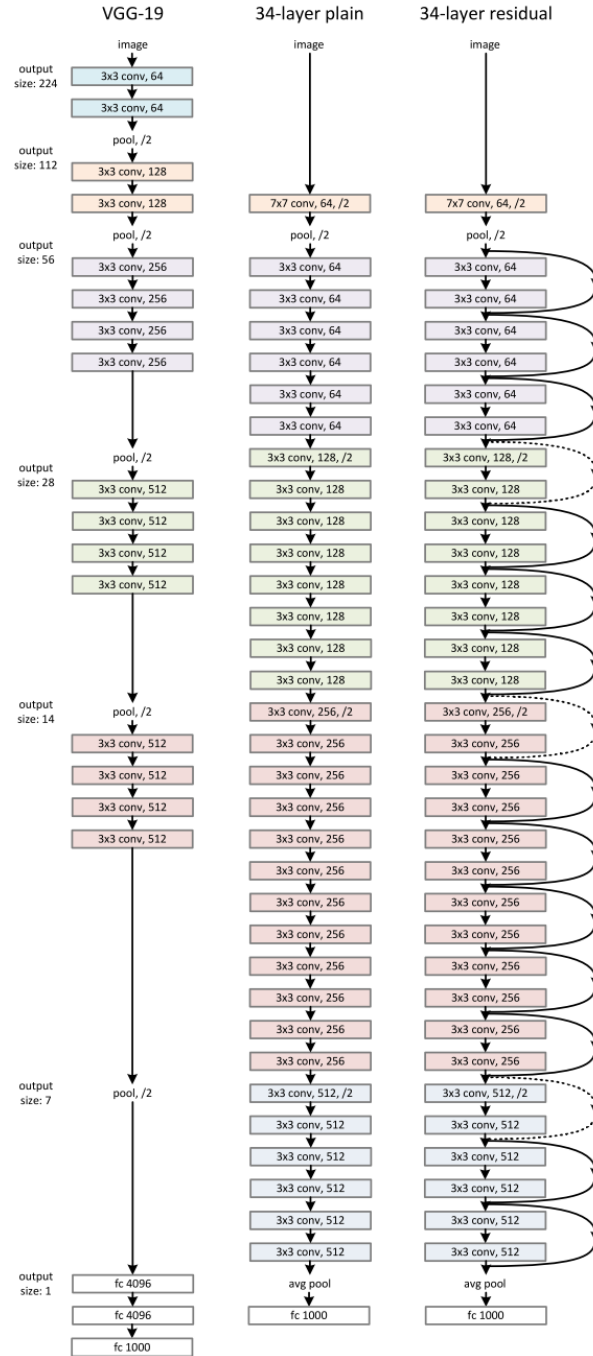 VGG-19
34-layer plain
34-layer residual
output
size: 224
output
size: 112
output
size: 56
output
size: 28
output
size: 14
output
size: 7
output
size: 1
image
3x3 conv, 64
3x3 conv, 64
pool, /2
3x3 conv, 128
3x3 conv, 128
pool, /2
3x3 conv, 256
3x3 conv, 256
3x3 conv, 256
3x3 conv, 256
pool, /2
3x3 conv, 512
3x3 conv, 512
3x3 conv, 512
3x3 conv, 512
pool, /2
3x3 conv, 512
3x3 conv, 512
3x3 conv, 512
3x3 conv, 512
pool, /2
fc 4096
fc 4096
fc 1000
image
7x7 conv, 64, /2
pool, /2
3x3 conv, 64
3x3 conv, 64
3x3 conv, 64
3x3 conv, 64
3x3 conv, 64
3x3 conv, 64
3x3 conv, 128, /2
3x3 conv, 128
3x3 conv, 128
3x3 conv, 128
3x3 conv, 128
3x3 conv, 128
3x3 conv, 128
3x3 conv, 128
3x3 conv, 256, /2
3x3 conv, 256
3x3 conv, 256
3x3 conv, 256
3x3 conv, 256
3x3 conv, 256
3x3 conv, 256
3x3 conv, 256
3x3 conv, 256
3x3 conv, 256
3x3 conv, 256
3x3 conv, 256
3x3 conv, 512, /2
3x3 conv, 512
3x3 conv, 512
3x3 conv, 512
3x3 conv, 512
3x3 conv, 512
avg pool
fc 1000
image
7x7 conv, 64, /2
pool, /2
3x3 conv, 64
3x3 conv, 64
3x3 conv, 64
3x3 conv, 64
3x3 conv, 64
3x3 conv, 64
3x3 conv, 128, /2
3x3 conv, 128
3x3 conv, 128
3x3 conv, 128
3x3 conv, 128
3x3 conv, 128
3x3 conv, 128
3x3 conv, 128
3x3 conv, 256, /2
3x3 conv, 256
3x3 conv, 256
3x3 conv, 256
3x3 conv, 256
3x3 conv, 256
3x3 conv, 256
3x3 conv, 256
3x3 conv, 256
3x3 conv, 256
3x3 conv, 256
3x3 conv, 256
3x3 conv, 512, /2
3x3 conv, 512
3x3 conv, 512
3x3 conv, 512
3x3 conv, 512
3x3 conv, 512
avg pool
fc 1000